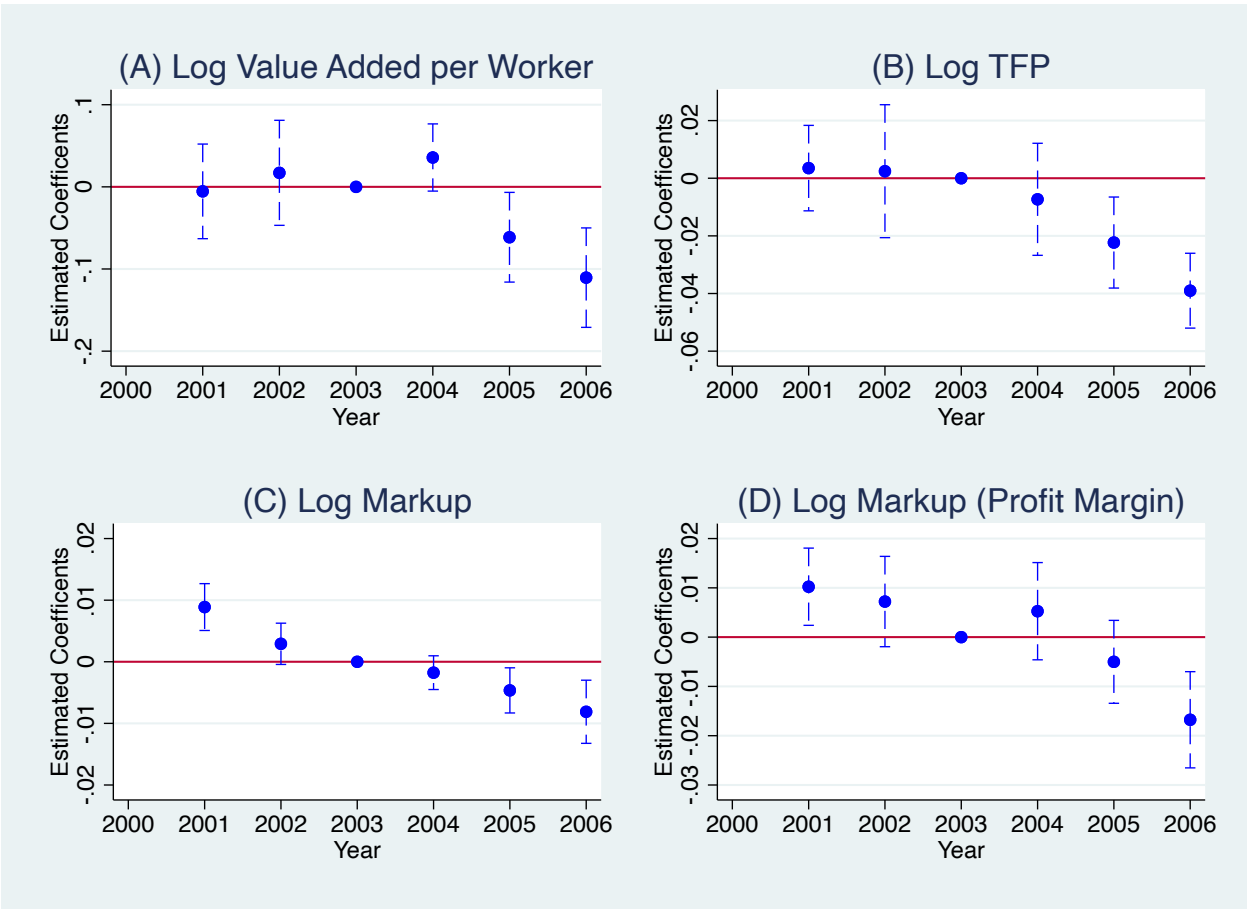 (A) Log Value Added per Worker
Estimated Coefficents
.1
0
-.1
-.2
2000 2001 2002 2003 2004 2005 2006
Year
(B) Log TFP
Estimated Coefficents
.02
0
-.02
-.04
-.06
2000 2001 2002 2003 2004 2005 2006
Year
(C) Log Markup
Estimated Coefficents
.02
.01
0
-.01
-.02
2000 2001 2002 2003 2004 2005 2006
Year
(D) Log Markup (Profit Margin)
Estimated Coefficents
.02
.01
0
-.01
-.02
-.03
2000 2001 2002 2003 2004 2005 2006
Year